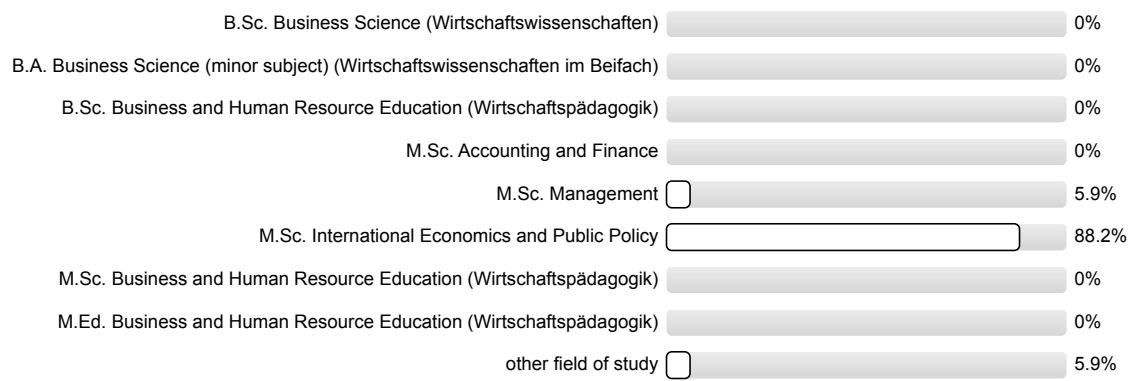 B.Sc. Business Science (Wirtschaftswissenschaften) 0%
B.A. Business Science (minor subject) (Wirtschaftswissenschaften im Beifach) 0%
B.Sc. Business and Human Resource Education (Wirtschaftspädagogik) 0%
M.Sc. Accounting and Finance 0%
M.Sc. Management 5.9%
M.Sc. International Economics and Public Policy 88.2%
M.Sc. Business and Human Resource Education (Wirtschaftspädagogik) 0%
M.Ed. Business and Human Resource Education (Wirtschaftspädagogik) 0%
other field of study 5.9%